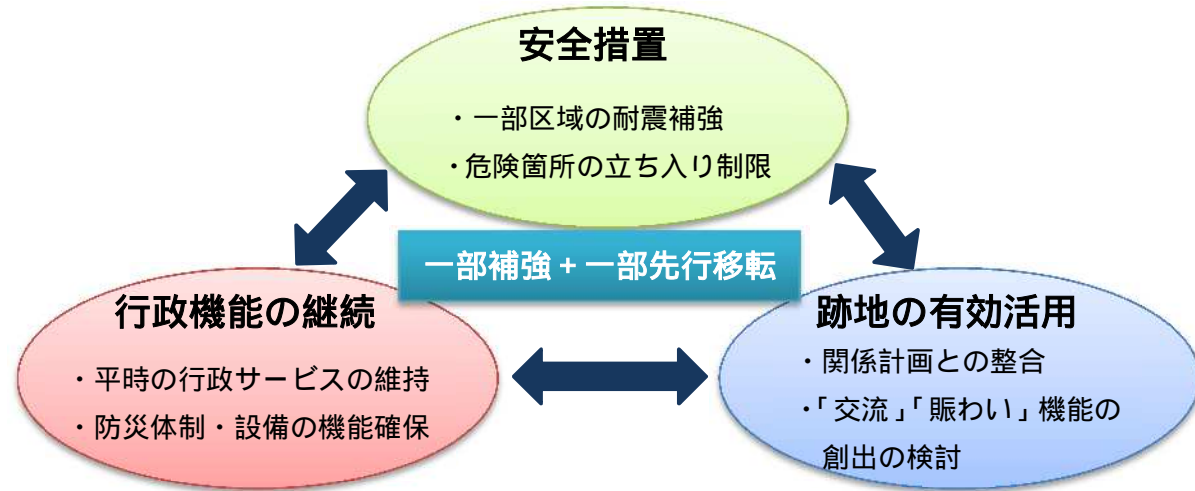 安全措置
・一部区域の耐震補強
・危険箇所の立ち入り制限
一部補強+一部先行移転
行政機能の継続
・平時の行政サービスの維持
・防災体制・設備の機能確保
跡地の有効活用
・関係計画との整合
・「交流」「賑わい」機能の
創出の検討